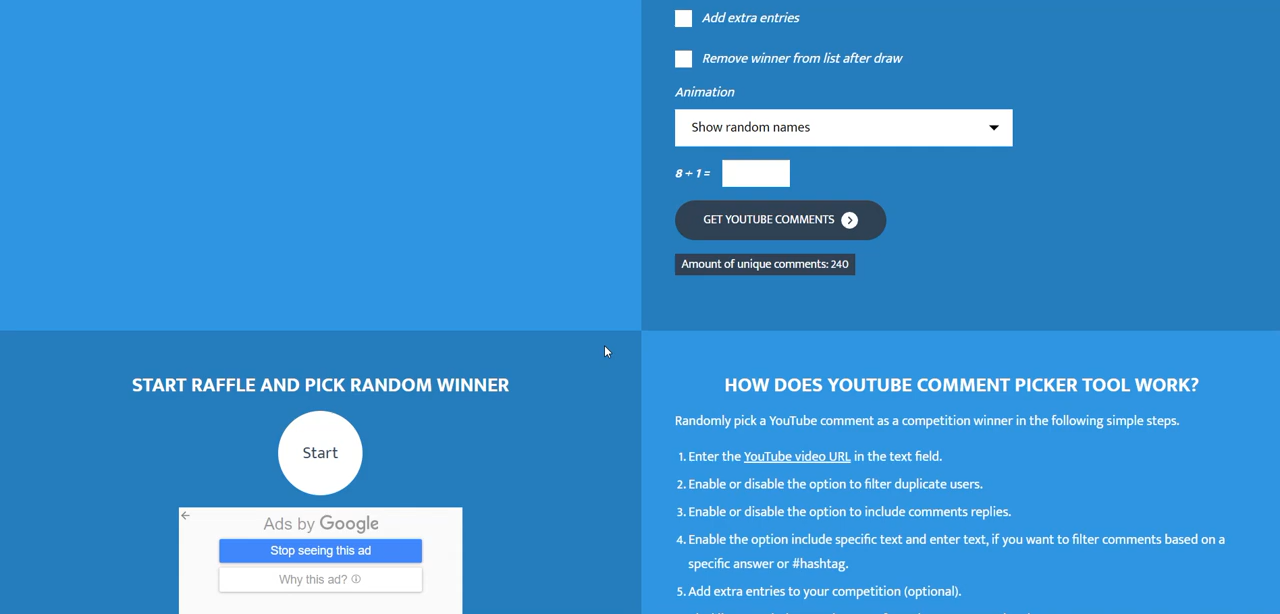 Add extra entries
Remove winner from list after draw
Animation
Show random names
8 ÷ 1 =
GET YOUTUBE COMMENTS
Amount of unique comments: 240
START RAFFLE AND PICK RANDOM WINNER
Start
Ads by Google
Stop seeing this ad
Why this ad?
HOW DOES YOUTUBE COMMENT PICKER TOOL WORK?
Randomly pick a YouTube comment as a competition winner in the following simple steps.
1. Enter the YouTube video URL in the text field.
2. Enable or disable the option to filter duplicate users.
3. Enable or disable the option to include comments replies.
4. Enable the option include specific text and enter text, if you want to filter comments based on a
specific answer or #hashtag.
5. Add extra entries to your competition (optional).